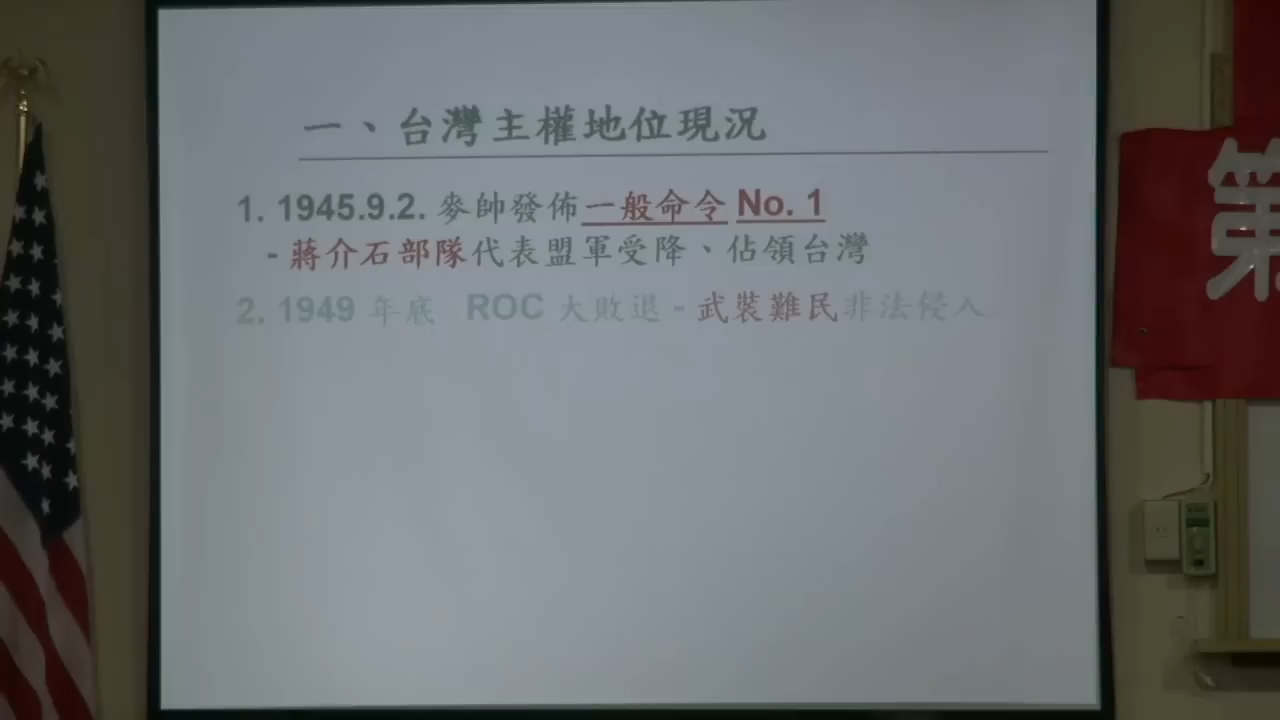 一、台灣主權地位現況
1. 1945.9.2. 麥帥發佈一般命令 No. 1
- 蔣介石部隊代表盟軍受降、佔領台灣
2. 1949 年底 ROC 大敗退 - 武裝難民非法侵入
第